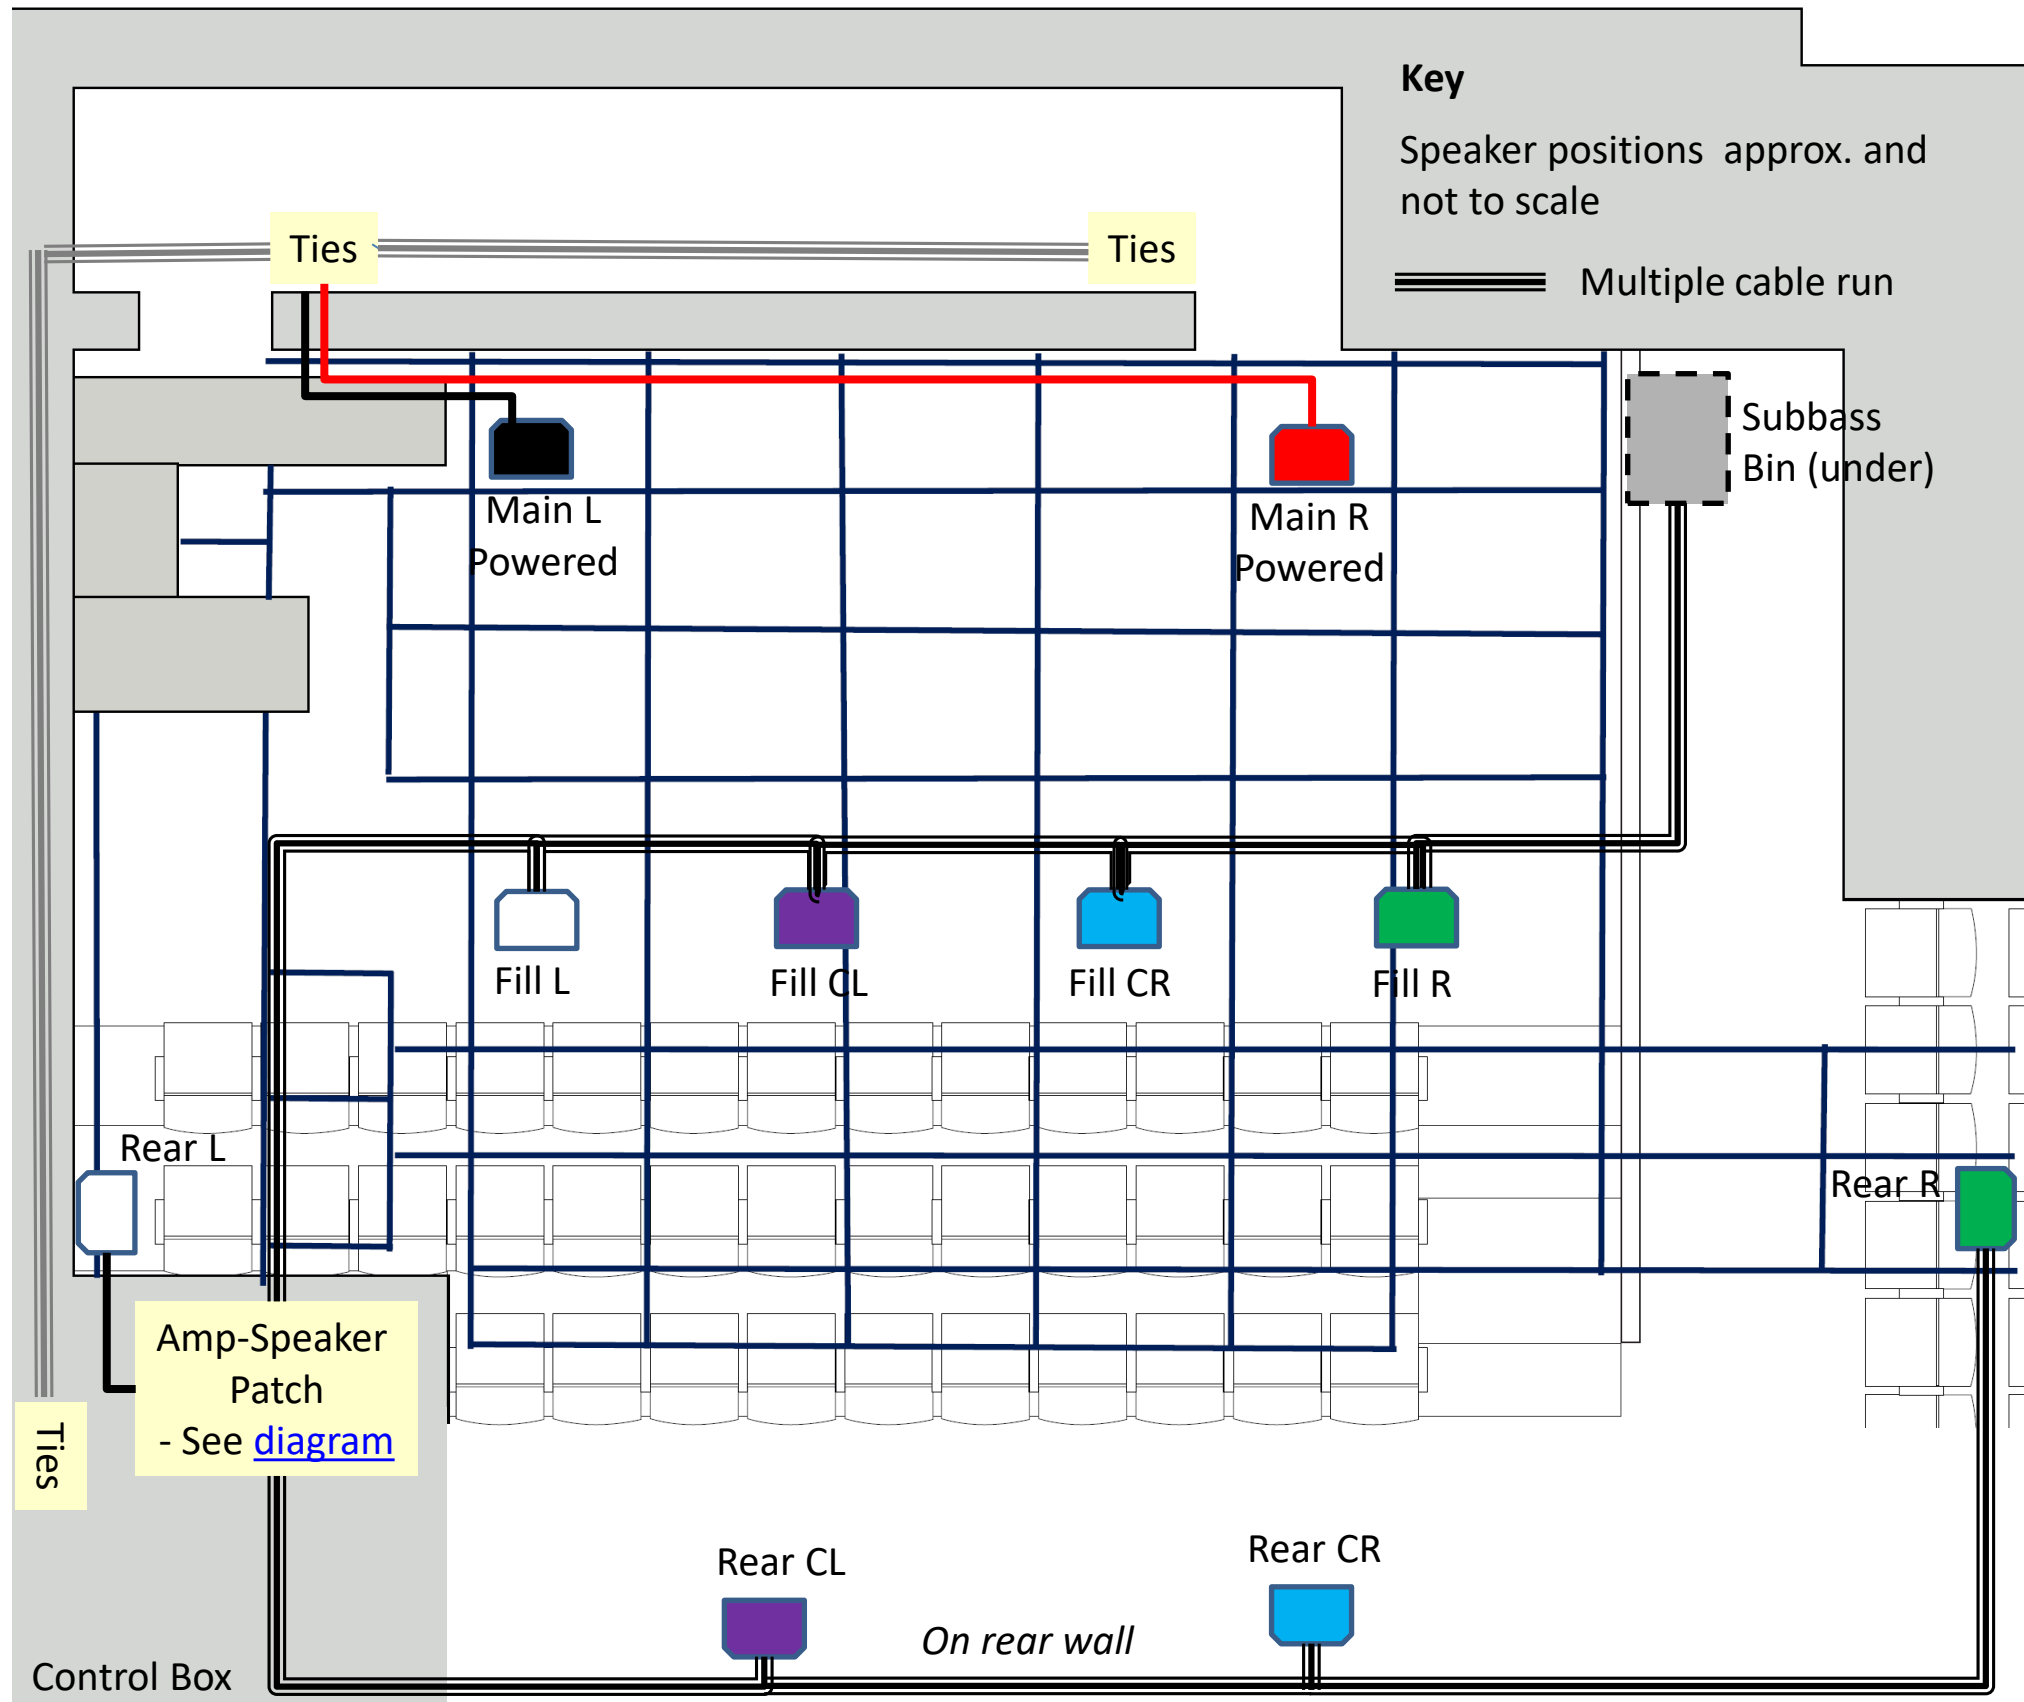 Key
Speaker positions approx. and
not to scale
Multiple cable run
Ties
Ties
Subbass
Bin (under)
Main L
Powered
Main R
Powered
Fill L
Fill CL
Fill CR
Fill R
Rear L
Rear R
Amp-Speaker
Patch
- See diagram
Ties
Rear CL
Rear CR
On rear wall
Control Box